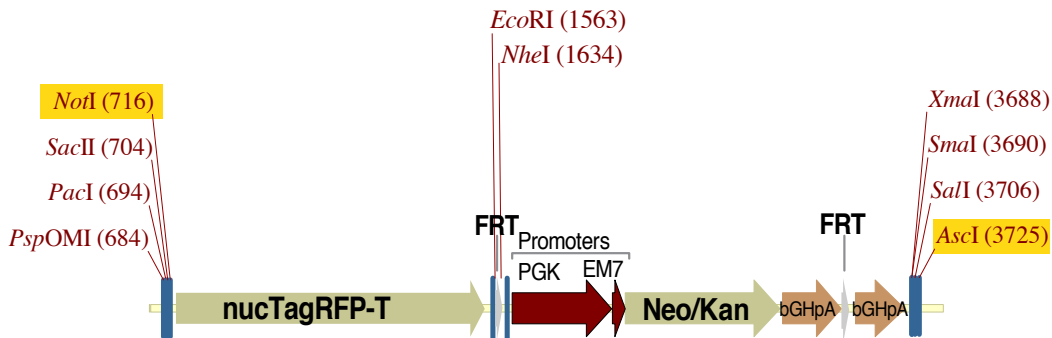 EcoRI (1563)
NheI (1634)
NotI (716)
SacII (704)
PacI (694)
PspOMI (684)
XmaI (3688)
SmaI (3690)
SalI (3706)
AscI (3725)
FRT
Promoters
PGK
EM7
FRT
nucTagRFP-T
Neo/Kan
bGHpA
bGHpA